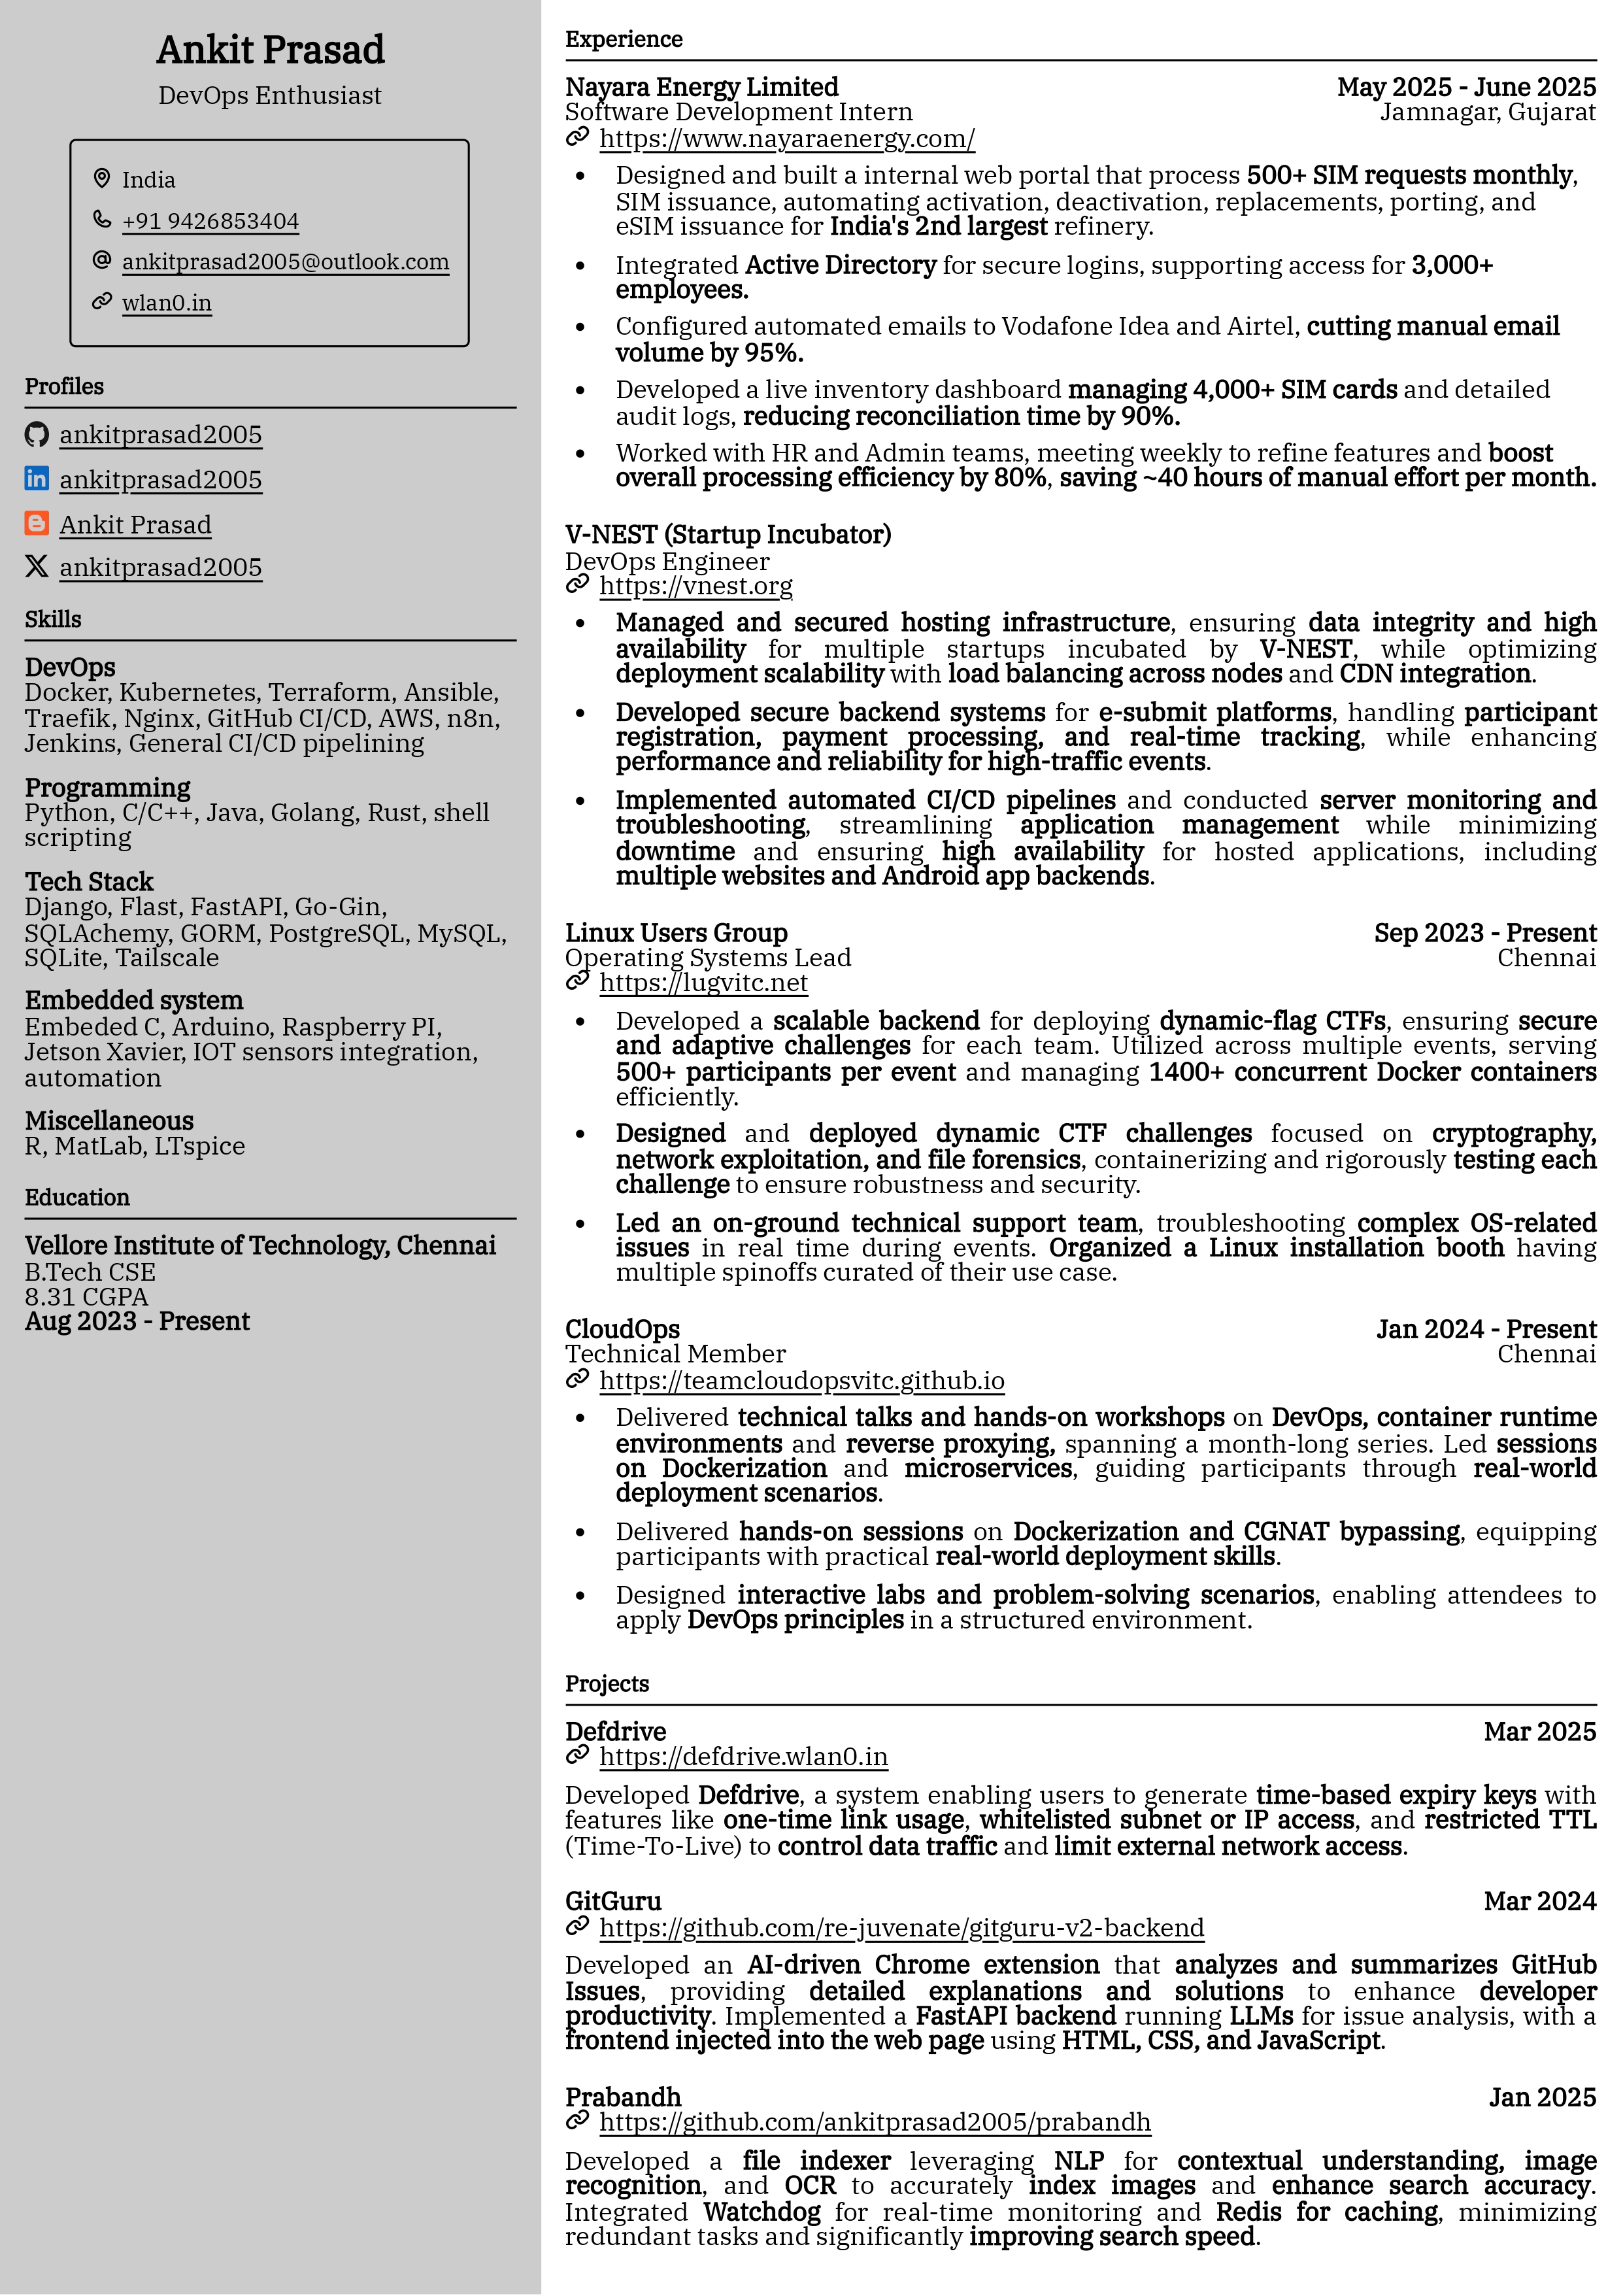 Ankit Prasad
DevOps Enthusiast
India
+91 9426853404
ankitprasad2005@outlook.com
wlan0.in
Profiles
ankitprasad2005
ankitprasad2005
Ankit Prasad
ankitprasad2005
Skills
DevOps
Docker, Kubernetes, Terraform, Ansible,
Traefik, Nginx, GitHub CI/CD, AWS, n8n,
Jenkins, General CI/CD pipelining
Programming
Python, C/C++, Java, Golang, Rust, shell
scripting
Tech Stack
Django, Flast, FastAPI, Go-Gin,
SQLAchemy, GORM, PostgreSQL, MySQL,
SQLite, Tailscale
Embedded system
Embeded C, Arduino, Raspberry PI,
Jetson Xavier, IOT sensors integration,
automation
Miscellaneous
R, MatLab, LTspice
Education
Vellore Institute of Technology, Chennai
B.Tech CSE
8.31 CGPA
Aug 2023 - Present
Experience
Nayara Energy Limited May 2025 - June 2025
Software Development Intern Jamnagar, Gujarat
https://www.nayaraenergy.com/
• Designed and built a internal web portal that process 500+ SIM requests monthly,
SIM issuance, automating activation, deactivation, replacements, porting, and
eSIM issuance for India's 2nd largest refinery.
• Integrated Active Directory for secure logins, supporting access for 3,000+
employees.
• Configured automated emails to Vodafone Idea and Airtel, cutting manual email
volume by 95%.
• Developed a live inventory dashboard managing 4,000+ SIM cards and detailed
audit logs, reducing reconciliation time by 90%.
• Worked with HR and Admin teams, meeting weekly to refine features and boost
overall processing efficiency by 80%, saving ~40 hours of manual effort per month.
V-NEST (Startup Incubator)
DevOps Engineer
https://vnest.org
• Managed and secured hosting infrastructure, ensuring data integrity and high
availability for multiple startups incubated by V-NEST, while optimizing
deployment scalability with load balancing across nodes and CDN integration.
• Developed secure backend systems for e-submit platforms, handling participant
registration, payment processing, and real-time tracking, while enhancing
performance and reliability for high-traffic events.
• Implemented automated CI/CD pipelines and conducted server monitoring and
troubleshooting, streamlining application management while minimizing
downtime and ensuring high availability for hosted applications, including
multiple websites and Android app backends.
Linux Users Group Sep 2023 - Present
Operating Systems Lead Chennai
https://lugvitc.net
• Developed a scalable backend for deploying dynamic-flag CTFs, ensuring secure
and adaptive challenges for each team. Utilized across multiple events, serving
500+ participants per event and managing 1400+ concurrent Docker containers
efficiently.
• Designed and deployed dynamic CTF challenges focused on cryptography,
network exploitation, and file forensics, containerizing and rigorously testing each
challenge to ensure robustness and security.
• Led an on-ground technical support team, troubleshooting complex OS-related
issues in real time during events. Organized a Linux installation booth having
multiple spinoffs curated of their use case.
CloudOps Jan 2024 - Present
Technical Member Chennai
https://teamcloudopsvitc.github.io
• Delivered technical talks and hands-on workshops on DevOps, container runtime
environments and reverse proxying, spanning a month-long series. Led sessions
on Dockerization and microservices, guiding participants through real-world
deployment scenarios.
• Delivered hands-on sessions on Dockerization and CGNAT bypassing, equipping
participants with practical real-world deployment skills.
• Designed interactive labs and problem-solving scenarios, enabling attendees to
apply DevOps principles in a structured environment.
Projects
Defdrive Mar 2025
https://defdrive.wlan0.in
Developed Defdrive, a system enabling users to generate time-based expiry keys with
features like one-time link usage, whitelisted subnet or IP access, and restricted TTL
(Time-To-Live) to control data traffic and limit external network access.
GitGuru Mar 2024
https://github.com/re-juvenate/gitguru-v2-backend
Developed an AI-driven Chrome extension that analyzes and summarizes GitHub
Issues, providing detailed explanations and solutions to enhance developer
productivity. Implemented a FastAPI backend running LLMs for issue analysis, with a
frontend injected into the web page using HTML, CSS, and JavaScript.
Prabandh Jan 2025
https://github.com/ankitprasad2005/prabandh
Developed a file indexer leveraging NLP for contextual understanding, image
recognition, and OCR to accurately index images and enhance search accuracy.
Integrated Watchdog for real-time monitoring and Redis for caching, minimizing
redundant tasks and significantly improving search speed.